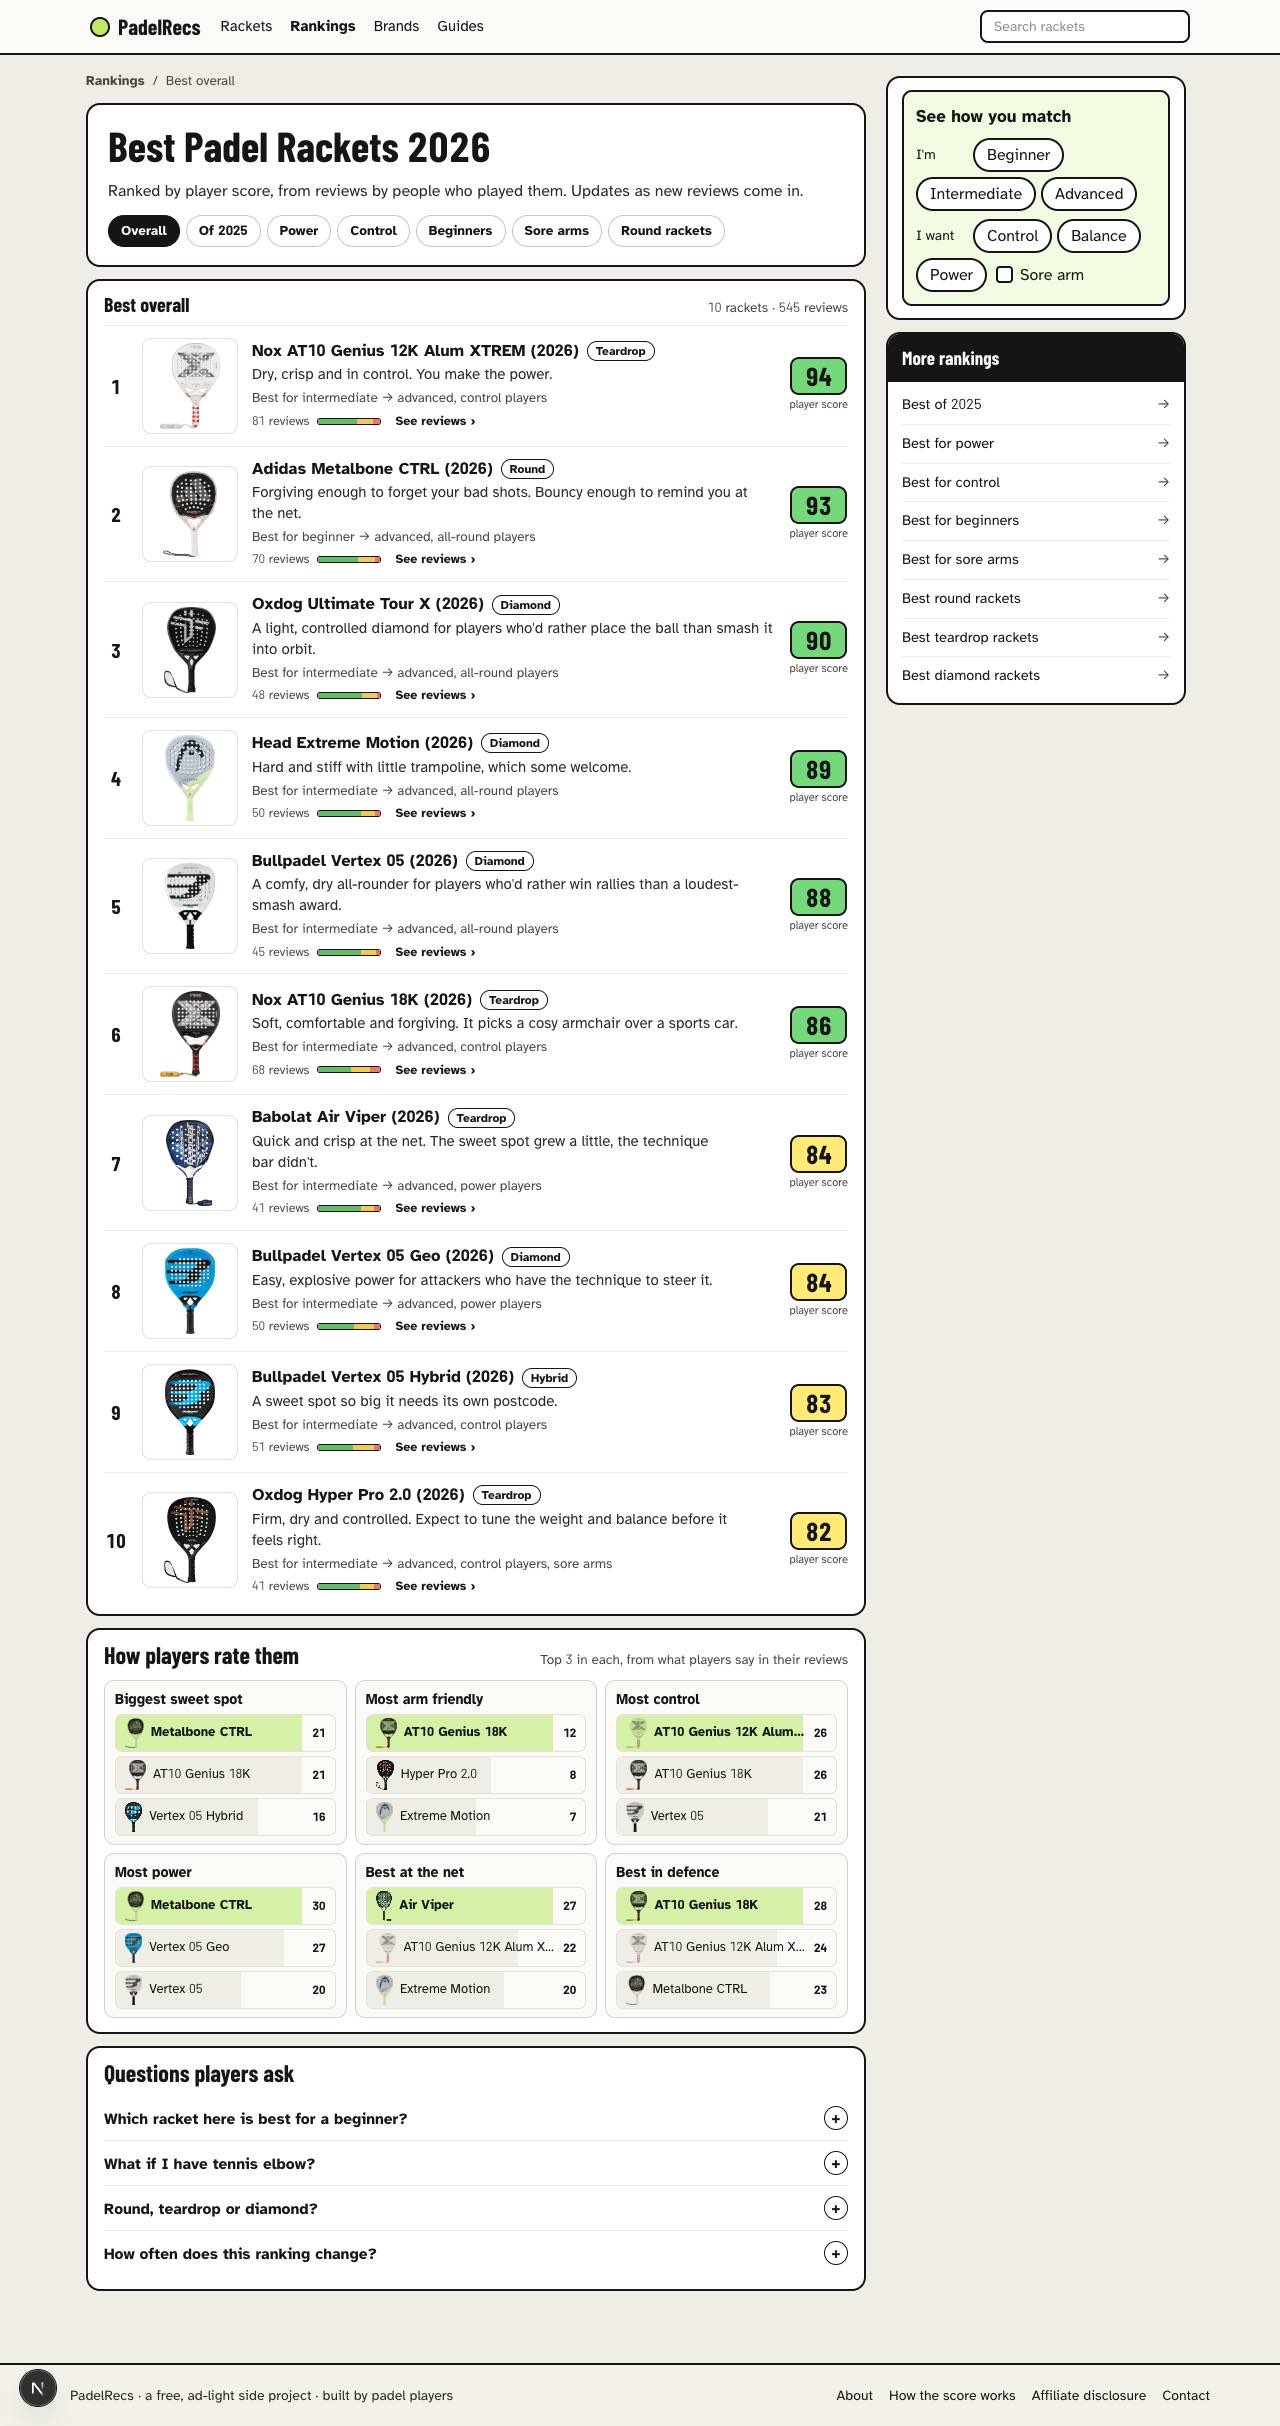 PadelRecs
Rackets
Rankings
Brands
Guides
Search rackets
Rankings / Best overall
Best Padel Rackets 2026
Ranked by player score, from reviews by people who played them. Updates as new reviews come in.
Overall
Of 2025
Power
Control
Beginners
Sore arms
Round rackets
See how you match
I'm
Beginner
Intermediate
Advanced
I want
Control
Balance
Power
Sore arm
More rankings
Best of 2025 →
Best for power →
Best for control →
Best for beginners →
Best for sore arms →
Best round rackets →
Best teardrop rackets →
Best diamond rackets →
Best overall
10 rackets · 545 reviews
1
Nox AT10 Genius 12K Alum XTREM (2026) Teardrop
Dry, crisp and in control. You make the power.
Best for intermediate → advanced, control players
81 reviews See reviews ›
94
player score
2
Adidas Metalbone CTRL (2026) Round
Forgiving enough to forget your bad shots. Bouncy enough to remind you at
the net.
Best for beginner → advanced, all-round players
70 reviews See reviews ›
93
player score
3
Oxdog Ultimate Tour X (2026) Diamond
A light, controlled diamond for players who'd rather place the ball than smash it
into orbit.
Best for intermediate → advanced, all-round players
48 reviews See reviews ›
90
player score
4
Head Extreme Motion (2026) Diamond
Hard and stiff with little trampoline, which some welcome.
Best for intermediate → advanced, all-round players
50 reviews See reviews ›
89
player score
5
Bullpadel Vertex 05 (2026) Diamond
A comfy, dry all-rounder for players who'd rather win rallies than a loudest-
smash award.
Best for intermediate → advanced, all-round players
45 reviews See reviews ›
88
player score
6
Nox AT10 Genius 18K (2026) Teardrop
Soft, comfortable and forgiving. It picks a cosy armchair over a sports car.
Best for intermediate → advanced, control players
68 reviews See reviews ›
86
player score
7
Babolat Air Viper (2026) Teardrop
Quick and crisp at the net. The sweet spot grew a little, the technique
bar didn't.
Best for intermediate → advanced, power players
41 reviews See reviews ›
84
player score
8
Bullpadel Vertex 05 Geo (2026) Diamond
Easy, explosive power for attackers who have the technique to steer it.
Best for intermediate → advanced, power players
50 reviews See reviews ›
84
player score
9
Bullpadel Vertex 05 Hybrid (2026) Hybrid
A sweet spot so big it needs its own postcode.
Best for intermediate → advanced, control players
51 reviews See reviews ›
83
player score
10
Oxdog Hyper Pro 2.0 (2026) Teardrop
Firm, dry and controlled. Expect to tune the weight and balance before it
feels right.
Best for intermediate → advanced, control players, sore arms
41 reviews See reviews ›
82
player score
How players rate them
Top 3 in each, from what players say in their reviews
Biggest sweet spot
Metalbone CTRL 21
AT10 Genius 18K 21
Vertex 05 Hybrid 16
Most arm friendly
AT10 Genius 18K 12
Hyper Pro 2.0 8
Extreme Motion 7
Most control
AT10 Genius 12K Alum... 26
AT10 Genius 18K 26
Vertex 05 21
Most power
Metalbone CTRL 30
Vertex 05 Geo 27
Vertex 05 20
Best at the net
Air Viper 27
AT10 Genius 12K Alum X... 22
Extreme Motion 20
Best in defence
AT10 Genius 18K 28
AT10 Genius 12K Alum X... 24
Metalbone CTRL 23
Questions players ask
Which racket here is best for a beginner? +
What if I have tennis elbow? +
Round, teardrop or diamond? +
How often does this ranking change? +
N
PadelRecs · a free, ad-light side project · built by padel players
About
How the score works
Affiliate disclosure
Contact